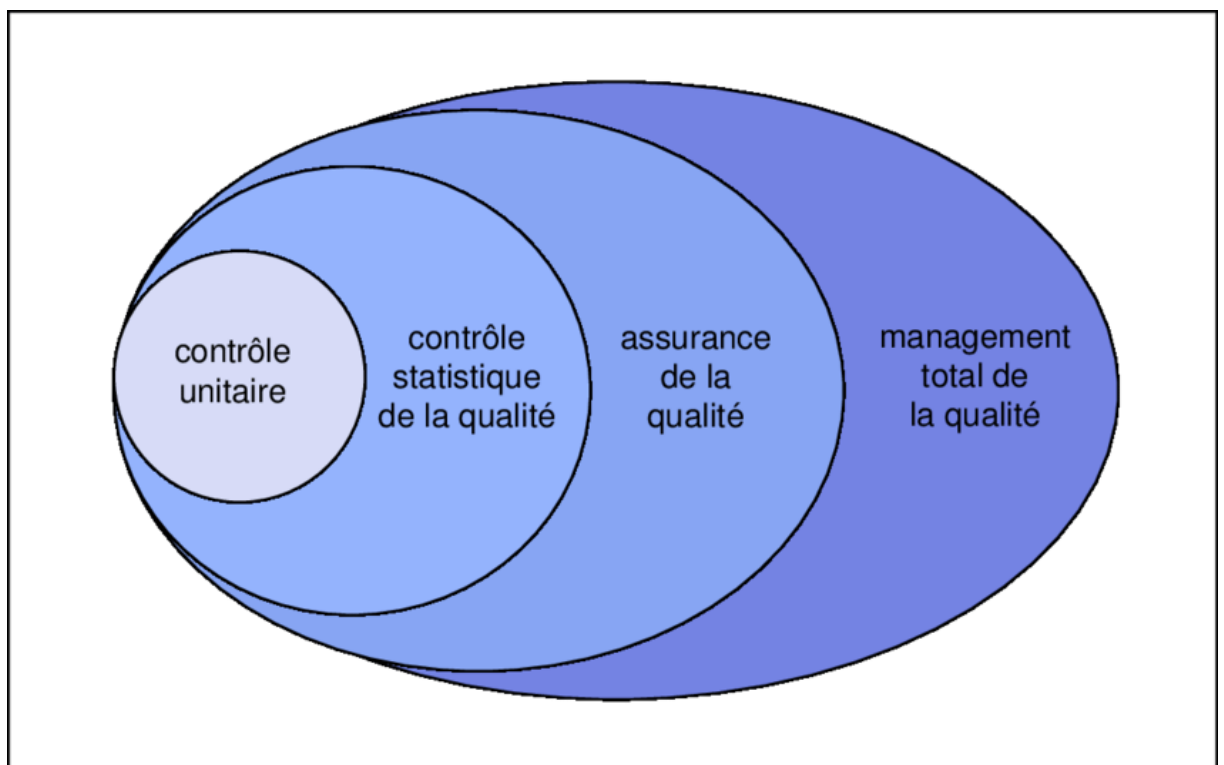 contrôle
unitaire
contrôle
statistique
de la qualité
assurance
de la
qualité
management
total de
la qualité